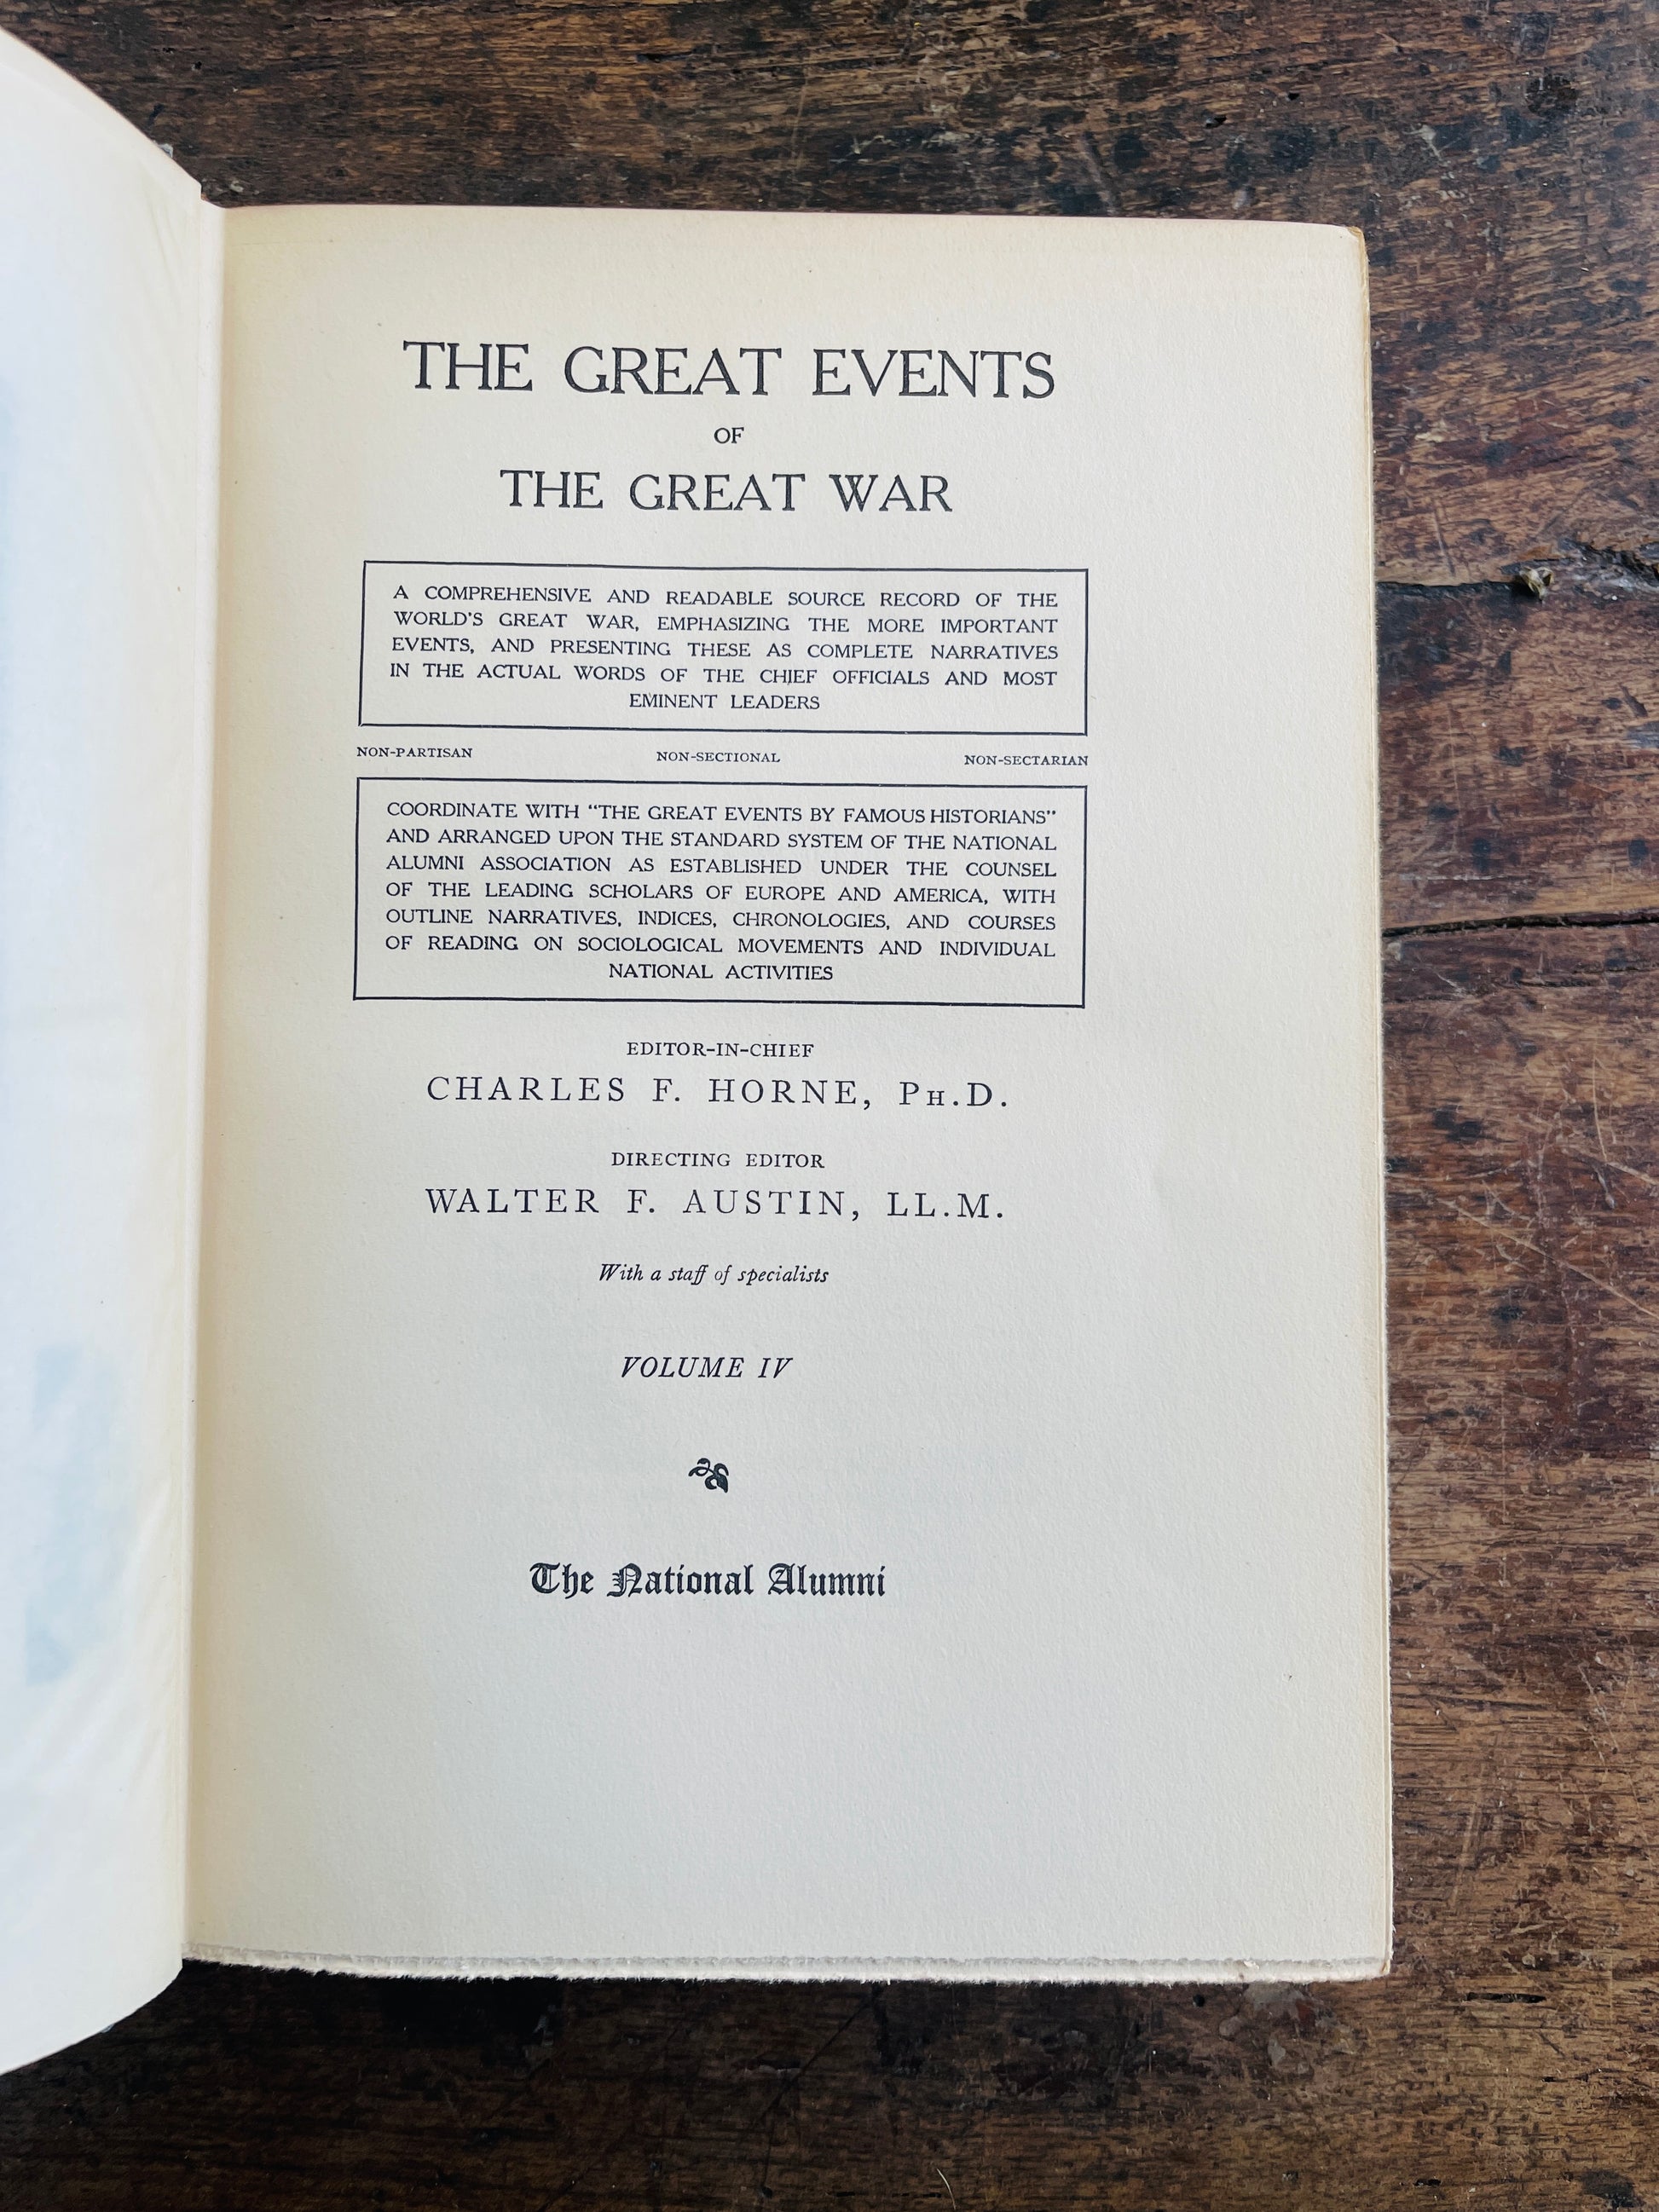 THE GREAT EVENTS
OF
THE GREAT WAR
A COMPREHENSIVE AND READABLE SOURCE RECORD OF THE
WORLD'S GREAT WAR, EMPHASIZING THE MORE IMPORTANT
EVENTS, AND PRESENTING THESE AS COMPLETE NARRATIVES
IN THE ACTUAL WORDS OF THE CHIEF OFFICIALS AND MOST
EMINENT LEADERS
NON-PARTISAN NON-SECTIONAL NON-SECTARIAN
COORDINATE WITH "THE GREAT EVENTS BY FAMOUS HISTORIANS"
AND ARRANGED UPON THE STANDARD SYSTEM OF THE NATIONAL
ALUMNI ASSOCIATION AS ESTABLISHED UNDER THE COUNSEL
OF THE LEADING SCHOLARS OF EUROPE AND AMERICA, WITH
OUTLINE NARRATIVES, INDICES, CHRONOLOGIES, AND COURSES
OF READING ON SOCIOLOGICAL MOVEMENTS AND INDIVIDUAL
NATIONAL ACTIVITIES
EDITOR-IN-CHIEF
CHARLES F. HORNE, PH.D.
DIRECTING EDITOR
WALTER F. AUSTIN, LL.M.
With a staff of specialists
VOLUME IV
The National Alumni